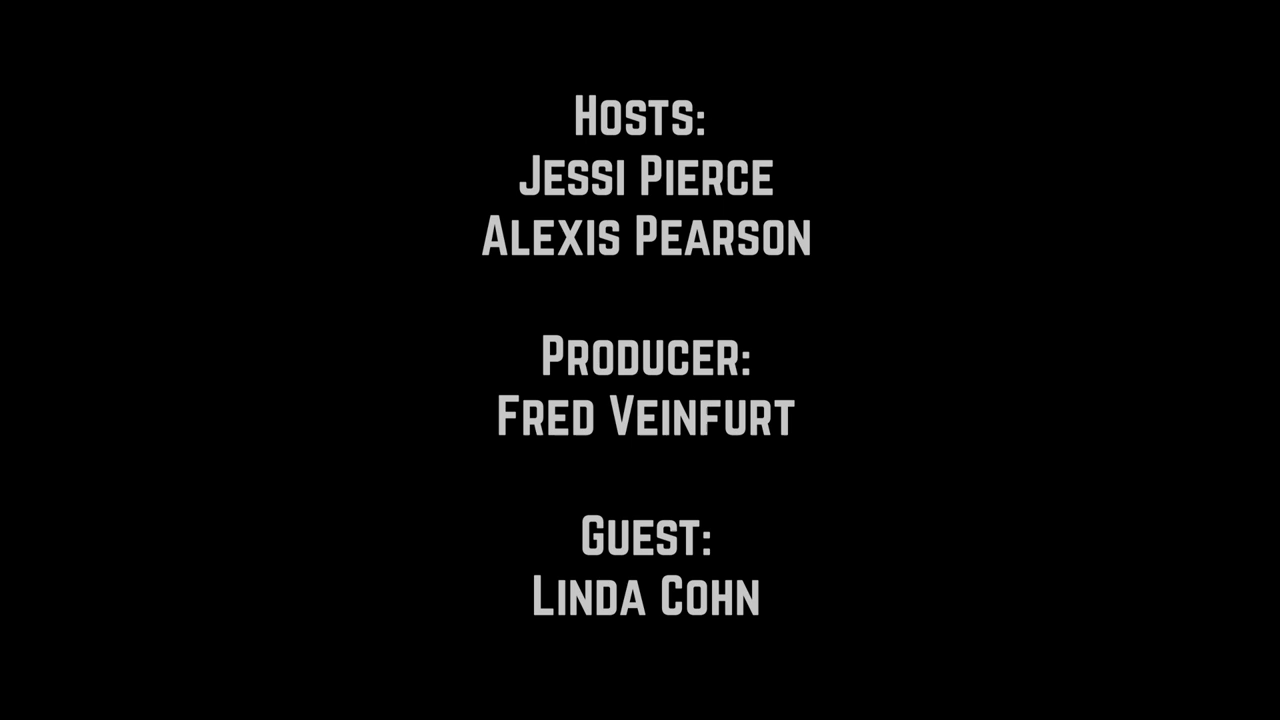 Hosts:
Jessi Pierce
Alexis Pearson
Producer:
Fred Veinfurt
Guest:
Linda Cohn